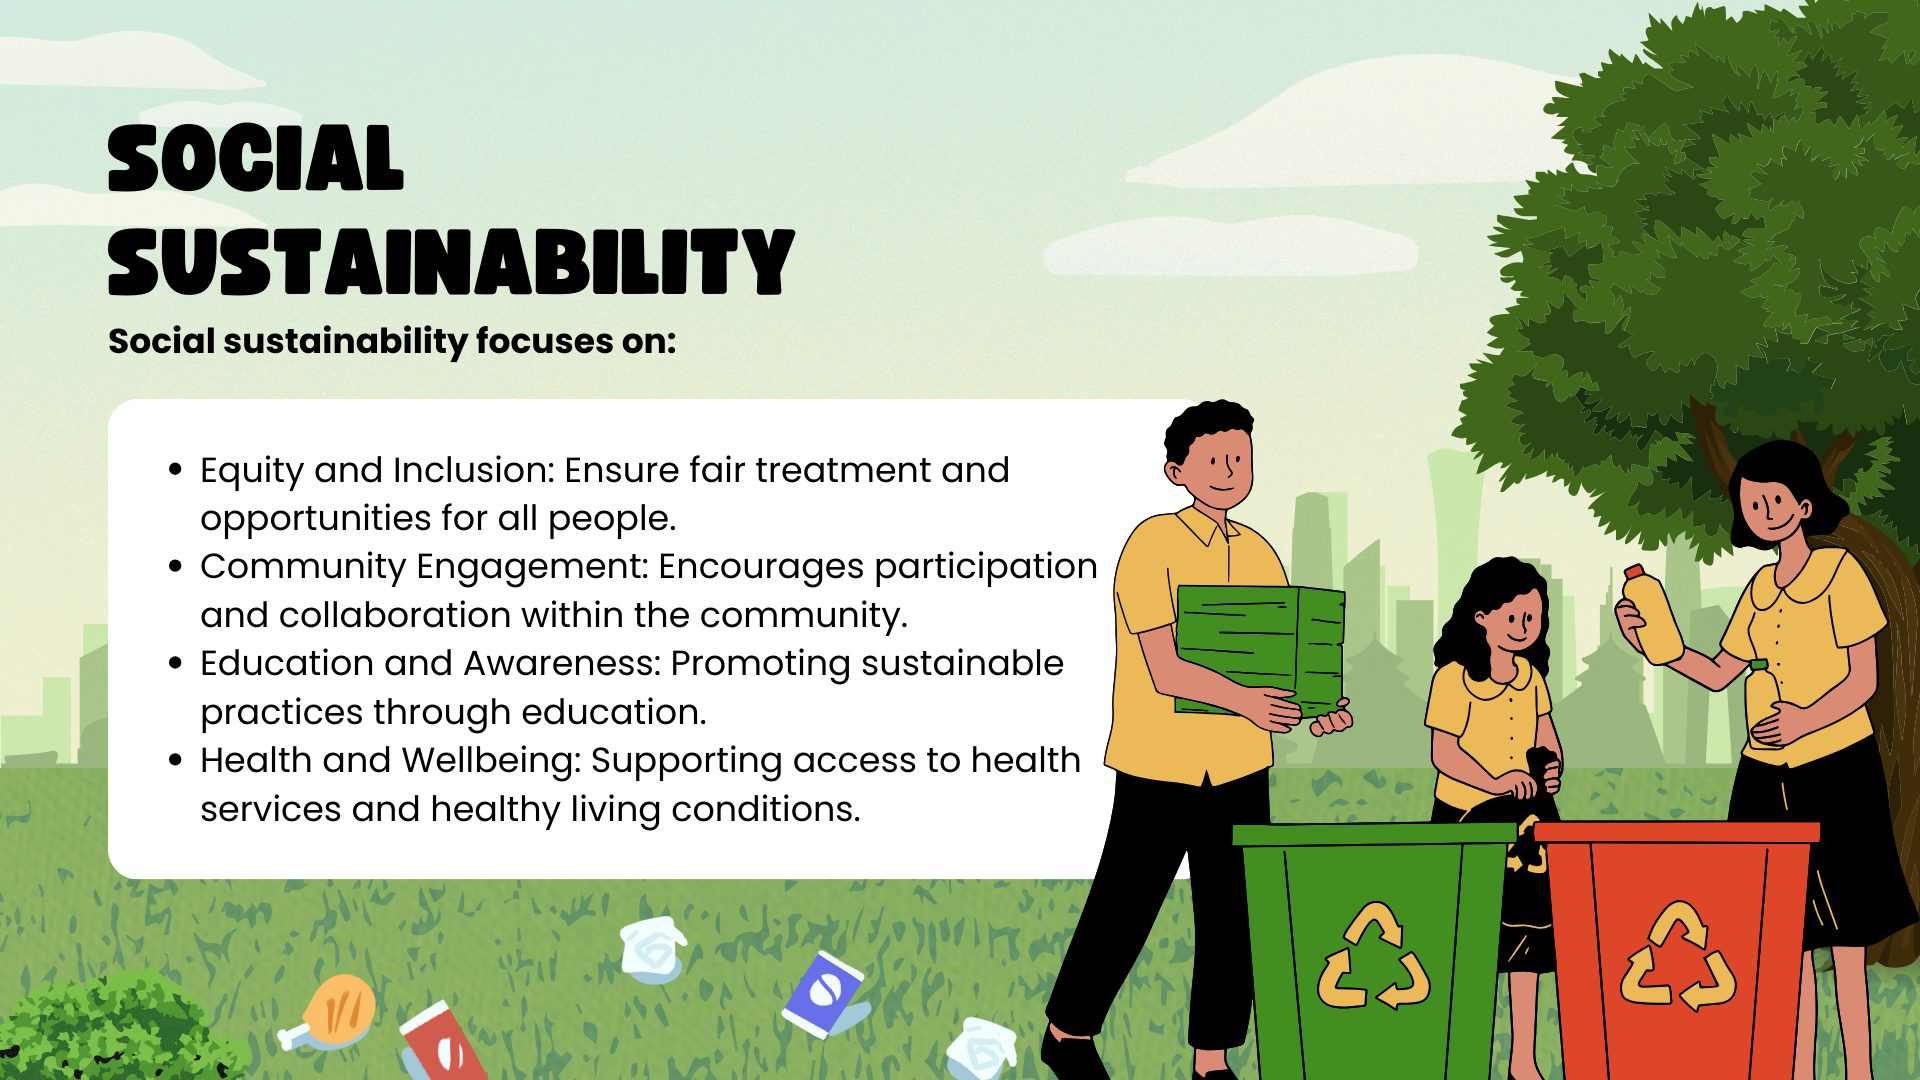 SOCIAL
SUSTAINABILITY
Social sustainability focuses on:
• Equity and Inclusion: Ensure fair treatment and
opportunities for all people.
• Community Engagement: Encourages participation
and collaboration within the community.
• Education and Awareness: Promoting sustainable
practices through education.
• Health and Wellbeing: Supporting access to health
services and healthy living conditions.